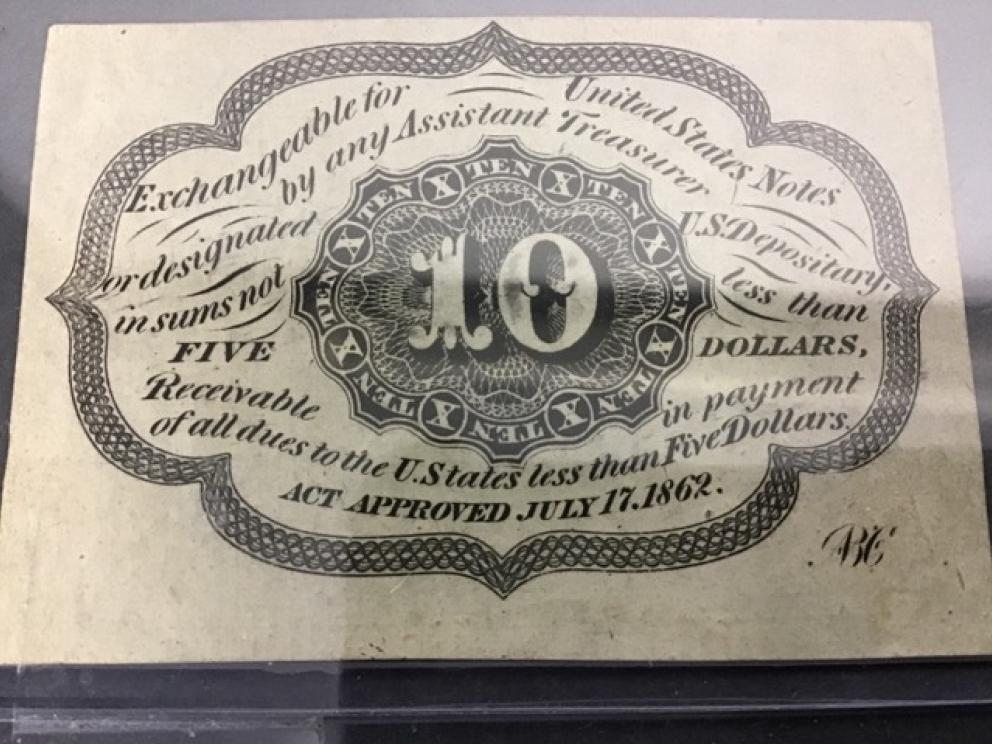 Exchangeable for United States Notes
by any Assistant Treasurer
or designated U.S. Depositary,
in sums not less than
FIVE DOLLARS,
Receivable in payment
of all dues to the U. States less than Five Dollars.
ACT APPROVED JULY 17. 1862.
TEN X TEN X TEN X TEN X TEN X TEN X TEN X TEN X
10